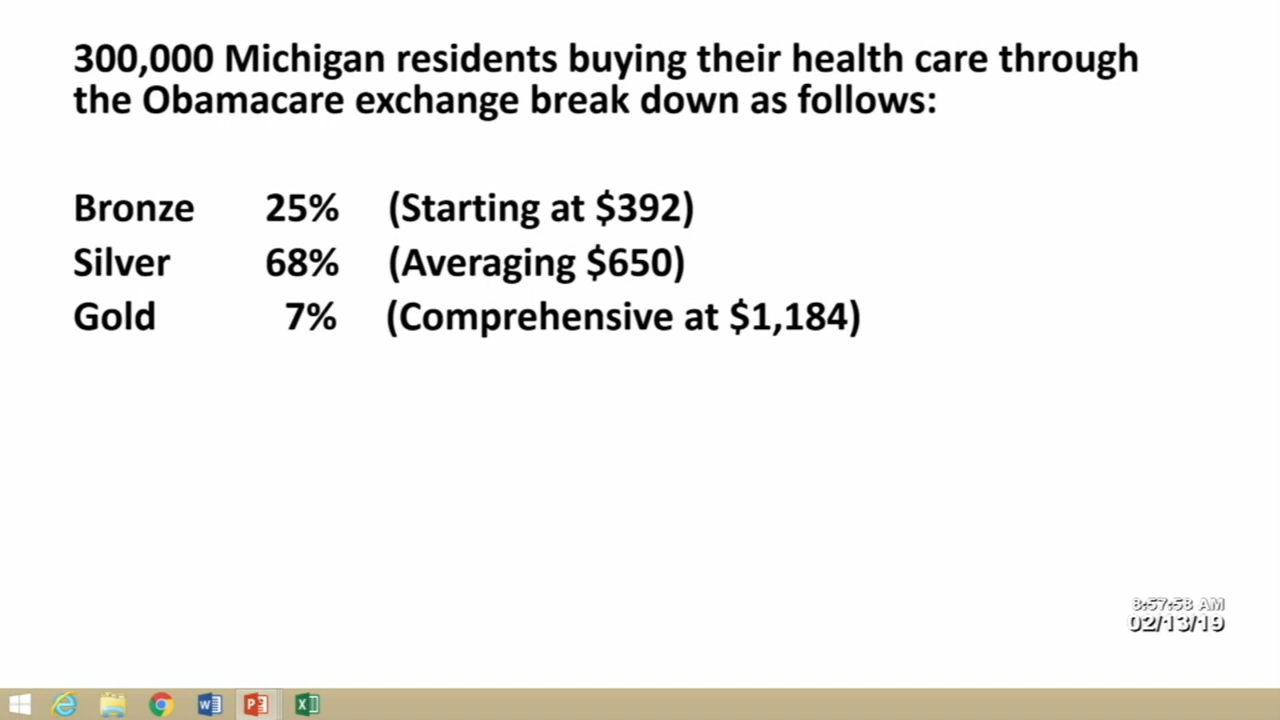 300,000 Michigan residents buying their health care through
the Obamacare exchange break down as follows:
Bronze 25% (Starting at $392)
Silver 68% (Averaging $650)
Gold 7% (Comprehensive at $1,184)
8:57:58 AM
02/13/19